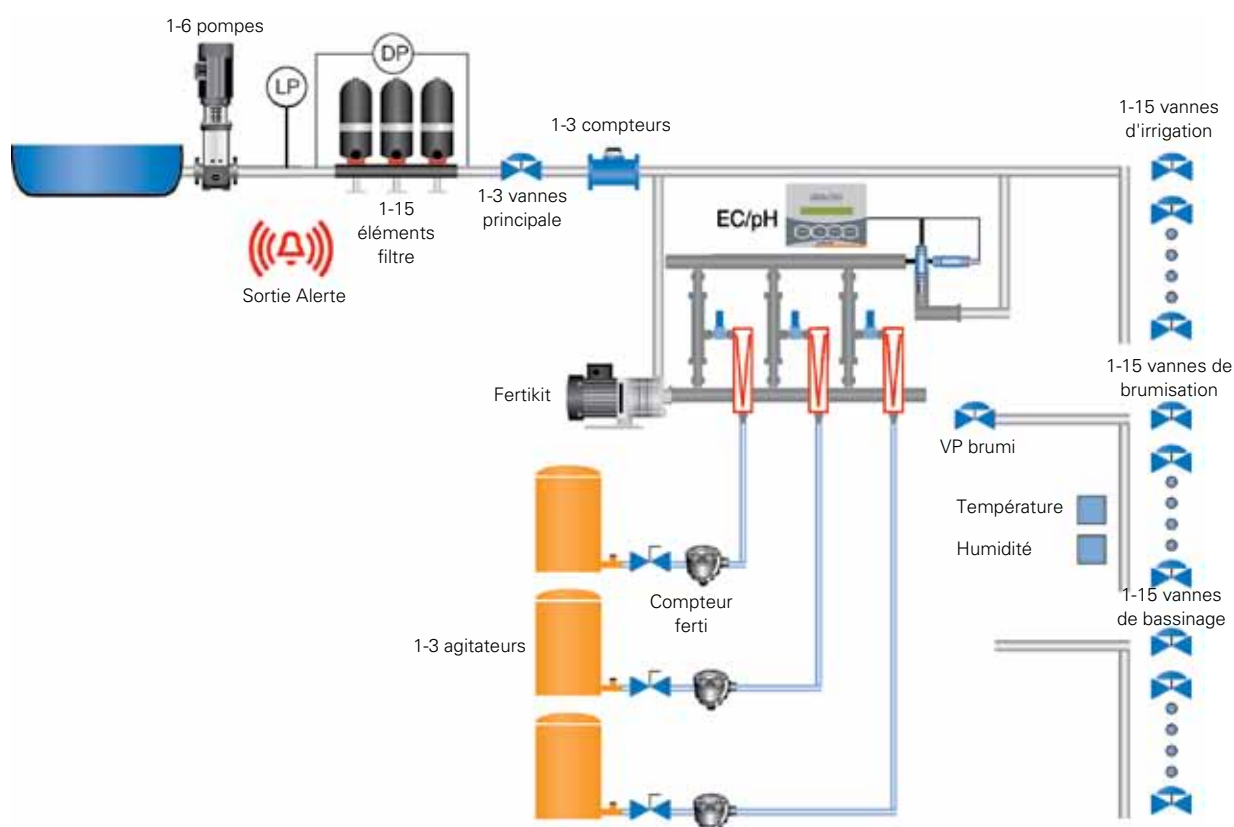 1-6 pompes
LP
DP
1-3 compteurs
1-15 vannes
d'irrigation
1-3 vannes
principale
1-15
éléments
filtre
Sortie Alerte
EC/pH
Fertikit
1-15 vannes de
brumisation
VP brumi
Température
Humidité
Compteur
ferti
1-3 agitateurs
1-15 vannes
de bassinage